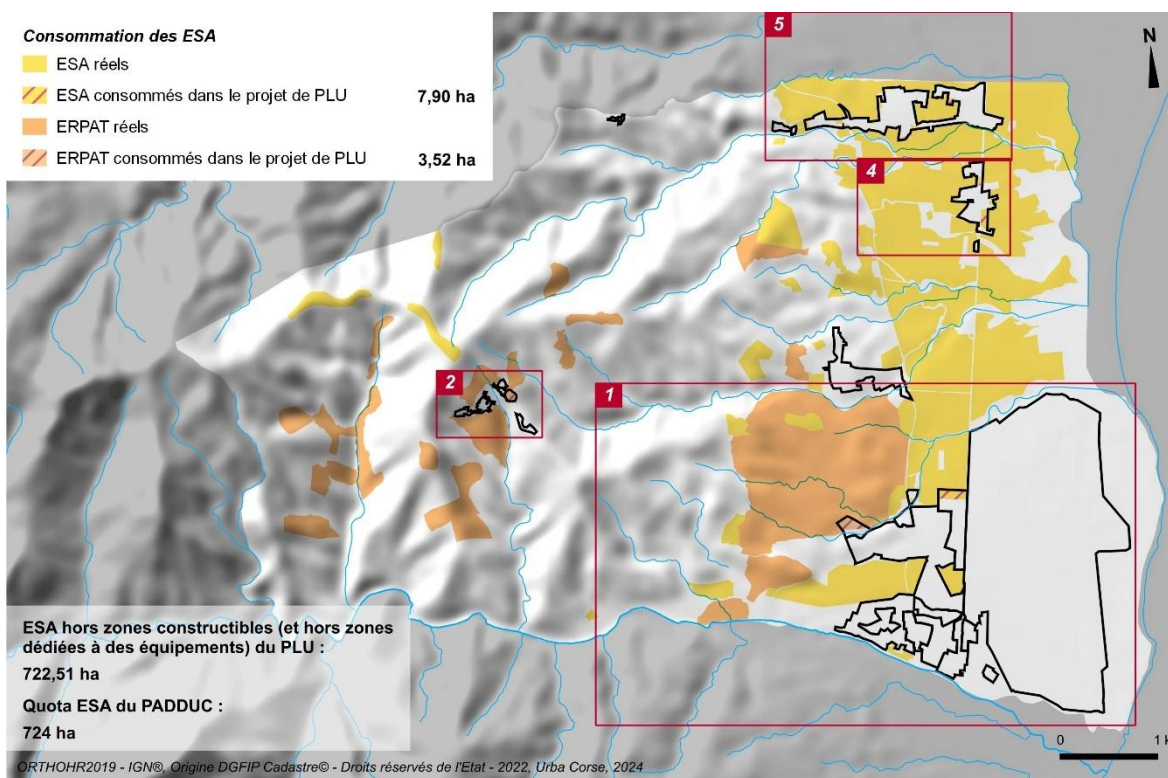 Consommation des ESA
ESA réels
ESA consommés dans le projet de PLU 7,90 ha
ERPAT réels
ERPAT consommés dans le projet de PLU 3,52 ha
5
N
4
2
1
ESA hors zones constructibles (et hors zones
dédiées à des équipements) du PLU :
722,51 ha
Quota ESA du PADDUC :
724 ha
0 1 k
ORTHOHR2019 - IGN®, Origine DGFIP Cadastre© - Droits réservés de l'Etat - 2022, Urba Corse, 2024